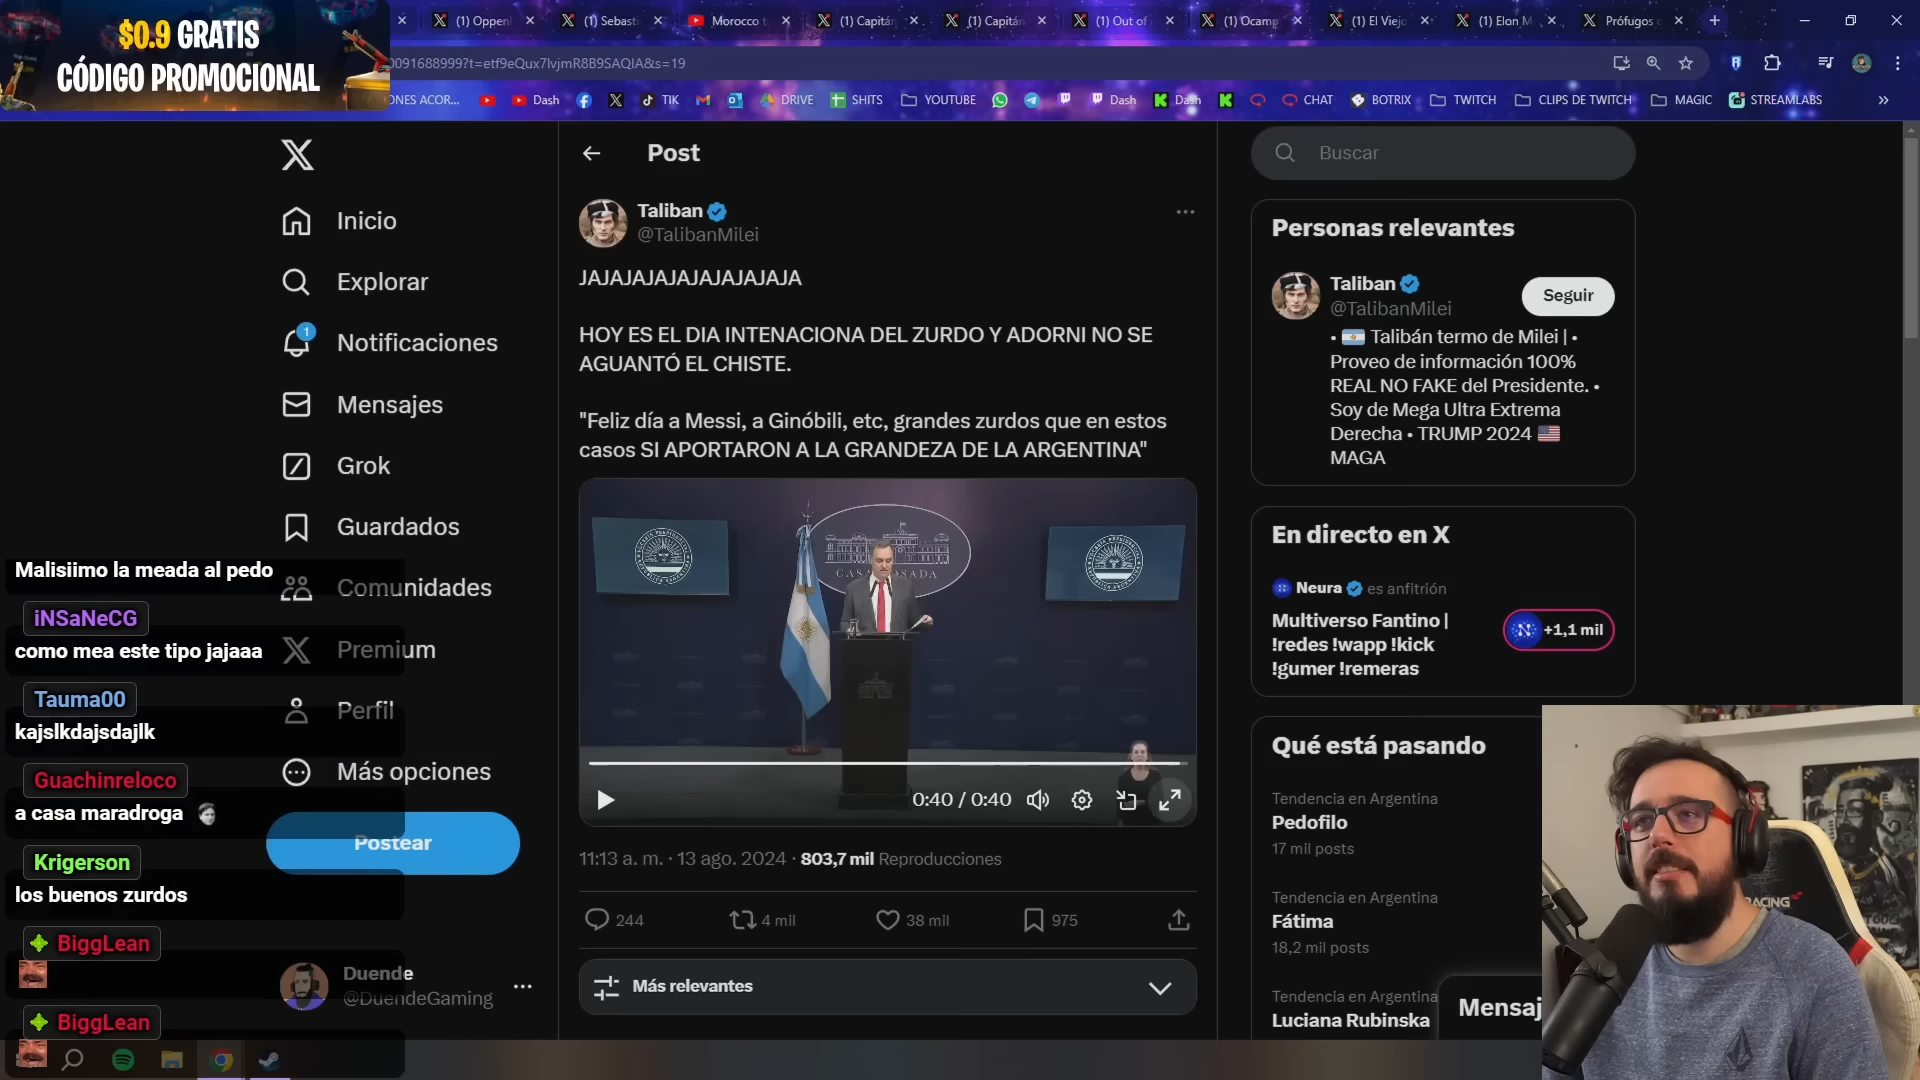 $0.9 GRATIS
CÓDIGO PROMOCIONAL
(1) Oppen
(1) Sebasti
Morocco t
(1) Capitán
(1) Capitán
(1) Out of
(1) Ocamp
(1) El Viejo
(1) Elon M
Prófugos
0091688999?t=etf9eQux7lvjmR8B9SAQIA&s=19
ONES ACOR...
Dash
TIK
DRIVE
SHITS
YOUTUBE
Dash
Dash
CHAT
BOTRIX
TWITCH
CLIPS DE TWITCH
MAGIC
STREAMLABS
Inicio
Explorar
1
Notificaciones
Mensajes
Grok
Guardados
Comunidades
Premium
Perfil
Más opciones
Postear
Duende
@DuendeGaming
Malisiimo la meada al pedo
iNSaNeCG
como mea este tipo jajaaa
Tauma00
kajslkdajsdajlk
Guachinreloco
a casa maradroga
Krigerson
los buenos zurdos
BiggLean
BiggLean
Post
Taliban
@TalibanMilei
JAJAJAJAJAJAJAJAJAJA
HOY ES EL DIA INTENACIONA DEL ZURDO Y ADORNI NO SE
AGUANTÓ EL CHISTE.
"Feliz día a Messi, a Ginóbili, etc, grandes zurdos que en estos
casos SI APORTARON A LA GRANDEZA DE LA ARGENTINA"
CASA ROSADA
0:40 / 0:40
11:13 a. m. · 13 ago. 2024 · 803,7 mil Reproducciones
244
4 mil
38 mil
975
Más relevantes
Buscar
Personas relevantes
Taliban
@TalibanMilei
Seguir
• Talibán termo de Milei | •
Proveo de información 100%
REAL NO FAKE del Presidente. •
Soy de Mega Ultra Extrema
Derecha • TRUMP 2024
MAGA
En directo en X
Neura es anfitrión
Multiverso Fantino |
!redes !wapp !kick
!gumer !remeras
+1,1 mil
Qué está pasando
Tendencia en Argentina
Pedofilo
17 mil posts
Tendencia en Argentina
Fátima
18,2 mil posts
Tendencia en Argentina
Luciana Rubinska
Mensaj
RACING